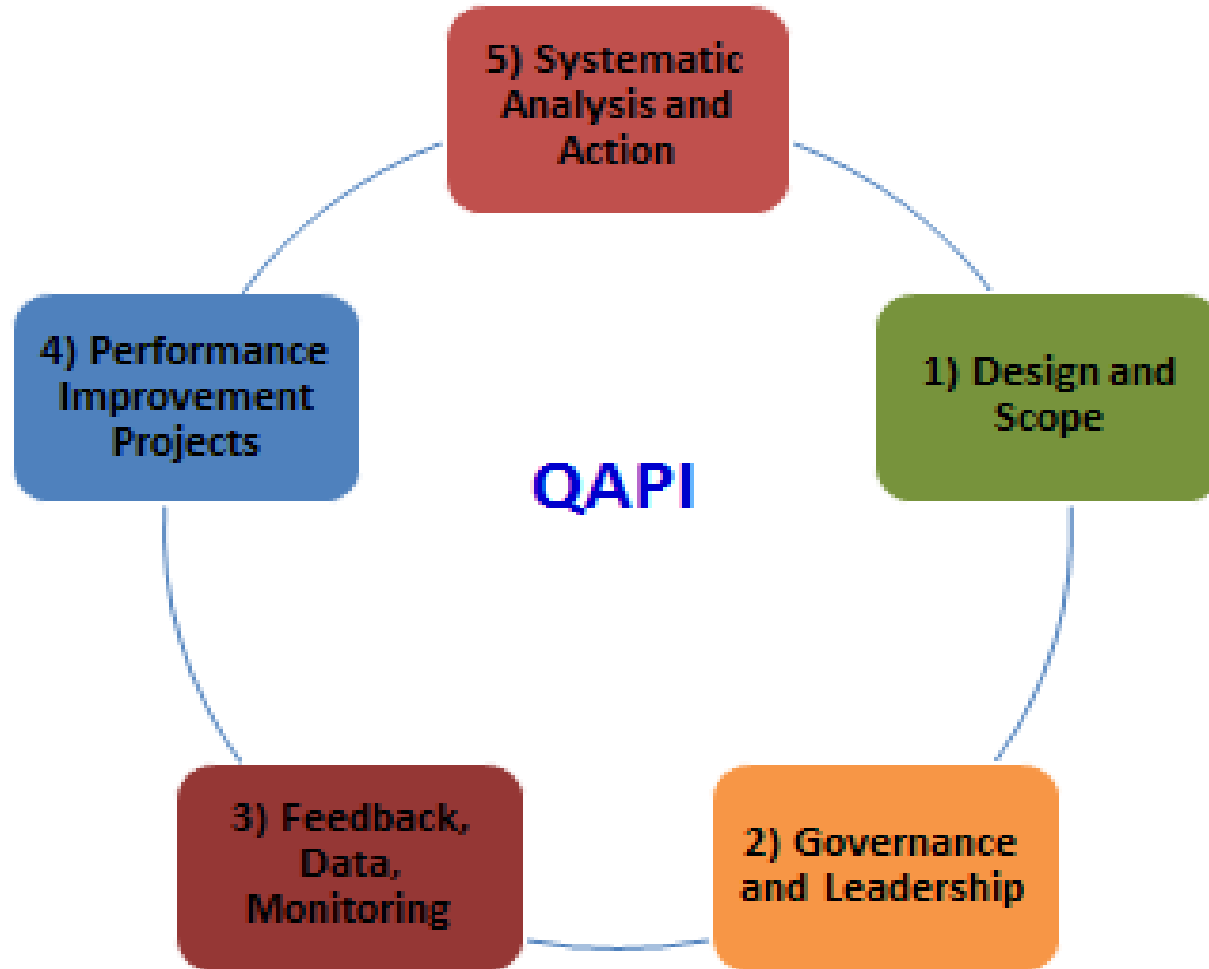 5) Systematic
Analysis and
Action
1) Design and
Scope
2) Governance
and Leadership
3) Feedback,
Data,
Monitoring
4) Performance
Improvement
Projects
QAPI